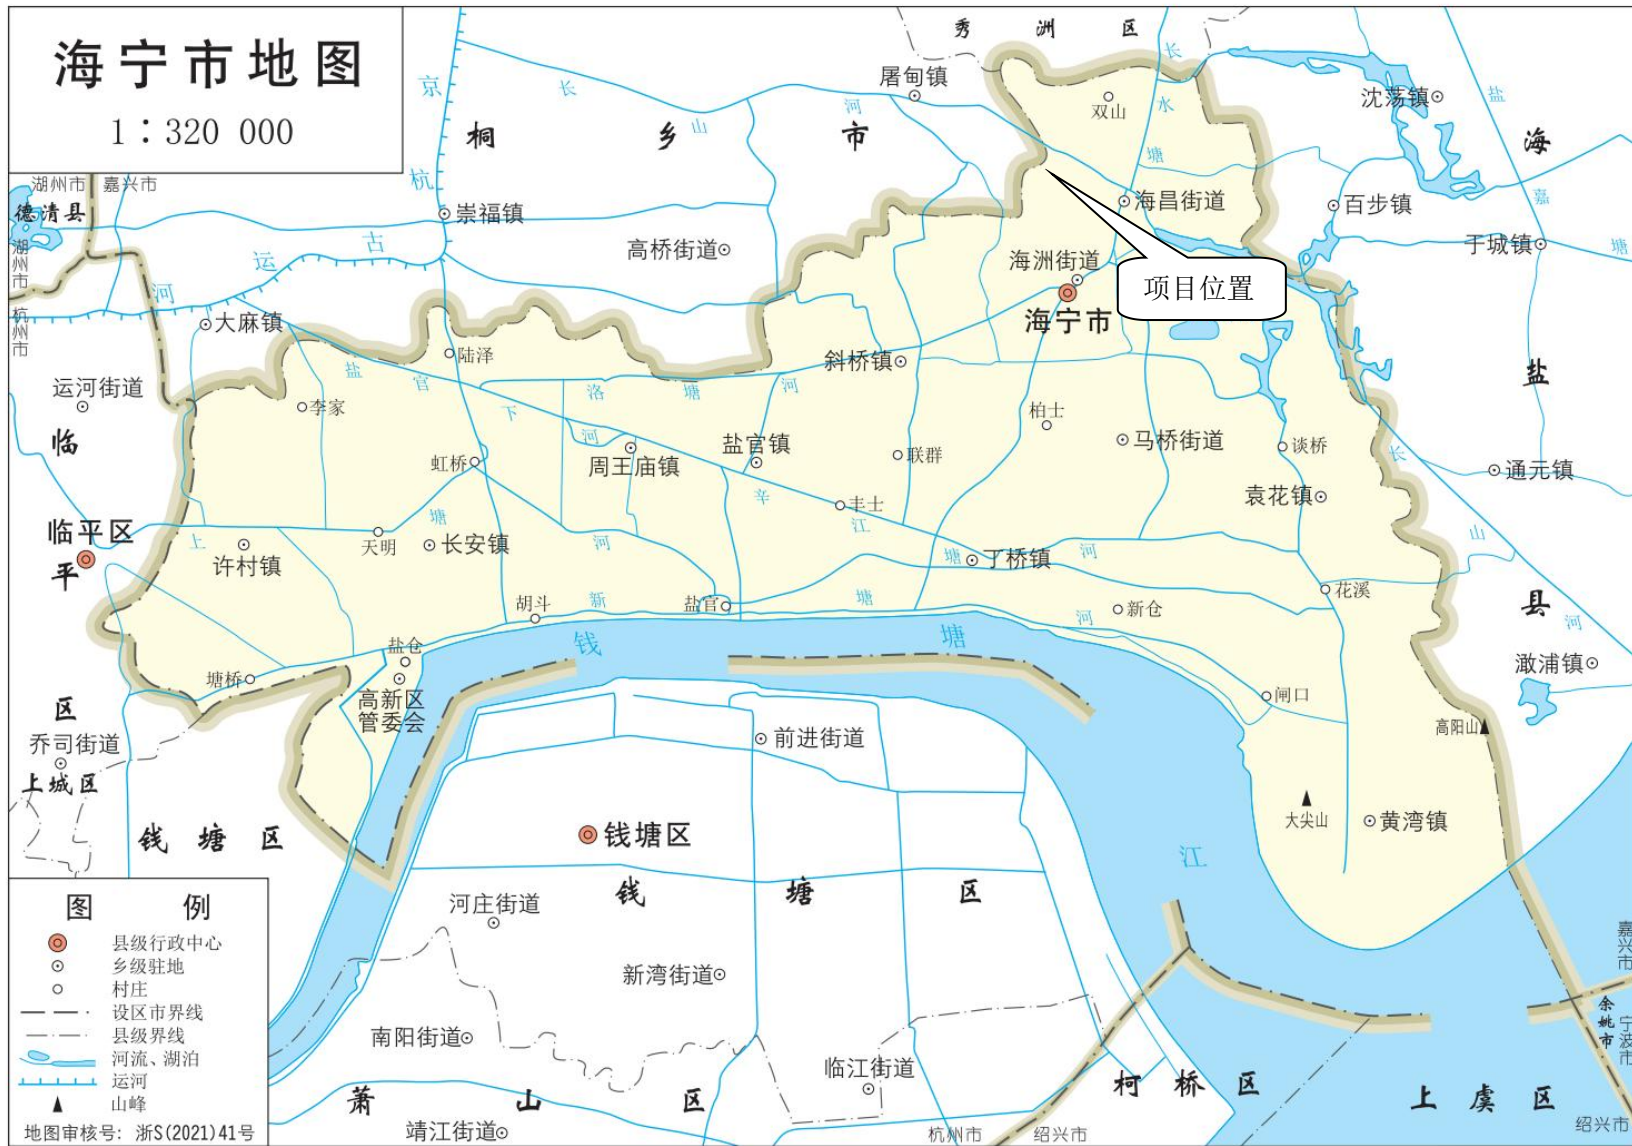 海宁市地图
1：320 000
秀洲区
屠甸镇
沈荡镇
双山
长水塘
长山河
京杭古运河
桐乡市
海盐县
盐嘉塘
湖州市
嘉兴市
德清县
湖州市
杭州市
崇福镇
高桥街道
海昌街道
百步镇
于城镇
海洲街道
项目位置
海宁市
大麻镇
陆泽
斜桥镇
运河街道
李家
盐官下河
洛塘河
柏士
马桥街道
谈桥
盐官镇
周王庙镇
虹桥
联群
通元镇
袁花镇
丰士
辛江塘河
长山河
临平区
临平区
上塘河
许村镇
天明
长安镇
丁桥镇
花溪
胡斗
盐官
新塘河
新仓
盐仓
塘桥
高新区
管委会
钱塘江
澉浦镇
闸口
高阳山
乔司街道
上城区
前进街道
大尖山
黄湾镇
钱塘区
钱塘区
钱塘区
河庄街道
新湾街道
南阳街道
临江街道
萧山区
靖江街道
柯桥区
上虞区
嘉兴市
余姚市
宁波市
杭州市
绍兴市
绍兴市
图例
县级行政中心
乡级驻地
村庄
设区市界线
县级界线
河流、湖泊
运河
山峰
地图审核号：浙S(2021)41号